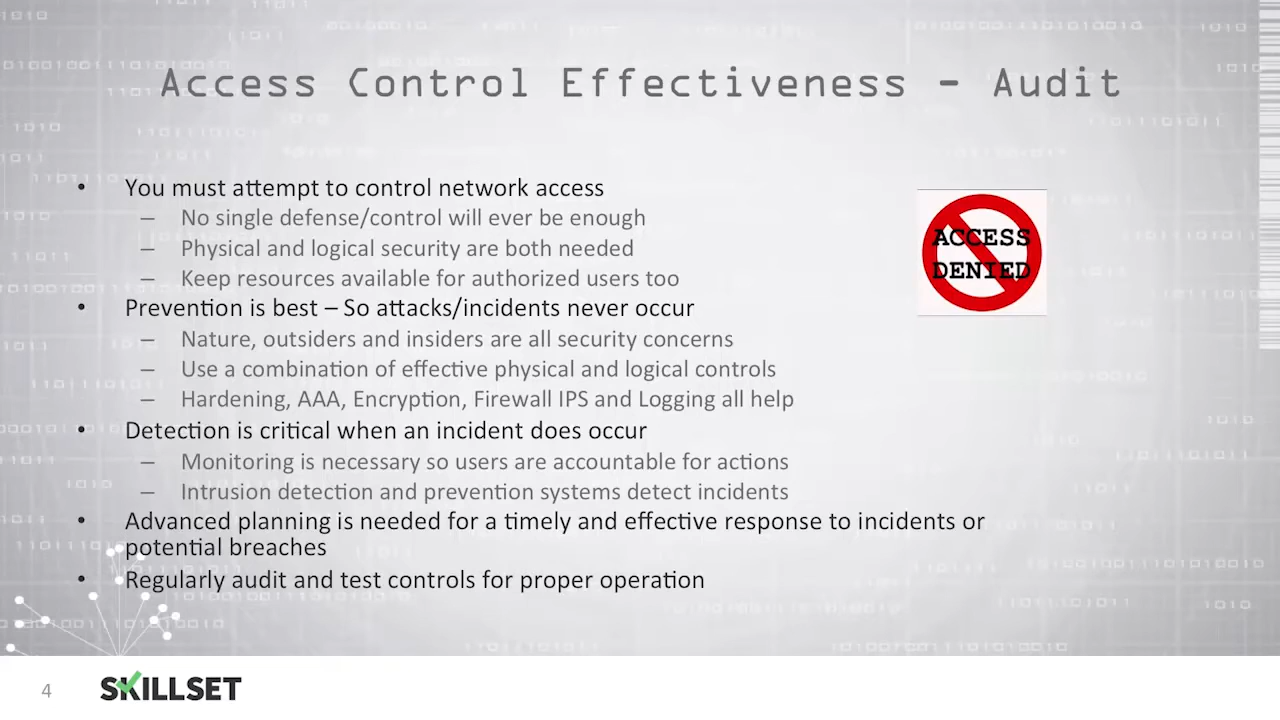 Access Control Effectiveness – Audit
• You must attempt to control network access
– No single defense/control will ever be enough
– Physical and logical security are both needed
– Keep resources available for authorized users too
ACCESS
DENIED
• Prevention is best – So attacks/incidents never occur
– Nature, outsiders and insiders are all security concerns
– Use a combination of effective physical and logical controls
– Hardening, AAA, Encryption, Firewall IPS and Logging all help
• Detection is critical when an incident does occur
– Monitoring is necessary so users are accountable for actions
– Intrusion detection and prevention systems detect incidents
• Advanced planning is needed for a timely and effective response to incidents or
potential breaches
• Regularly audit and test controls for proper operation
4
SKILLSET